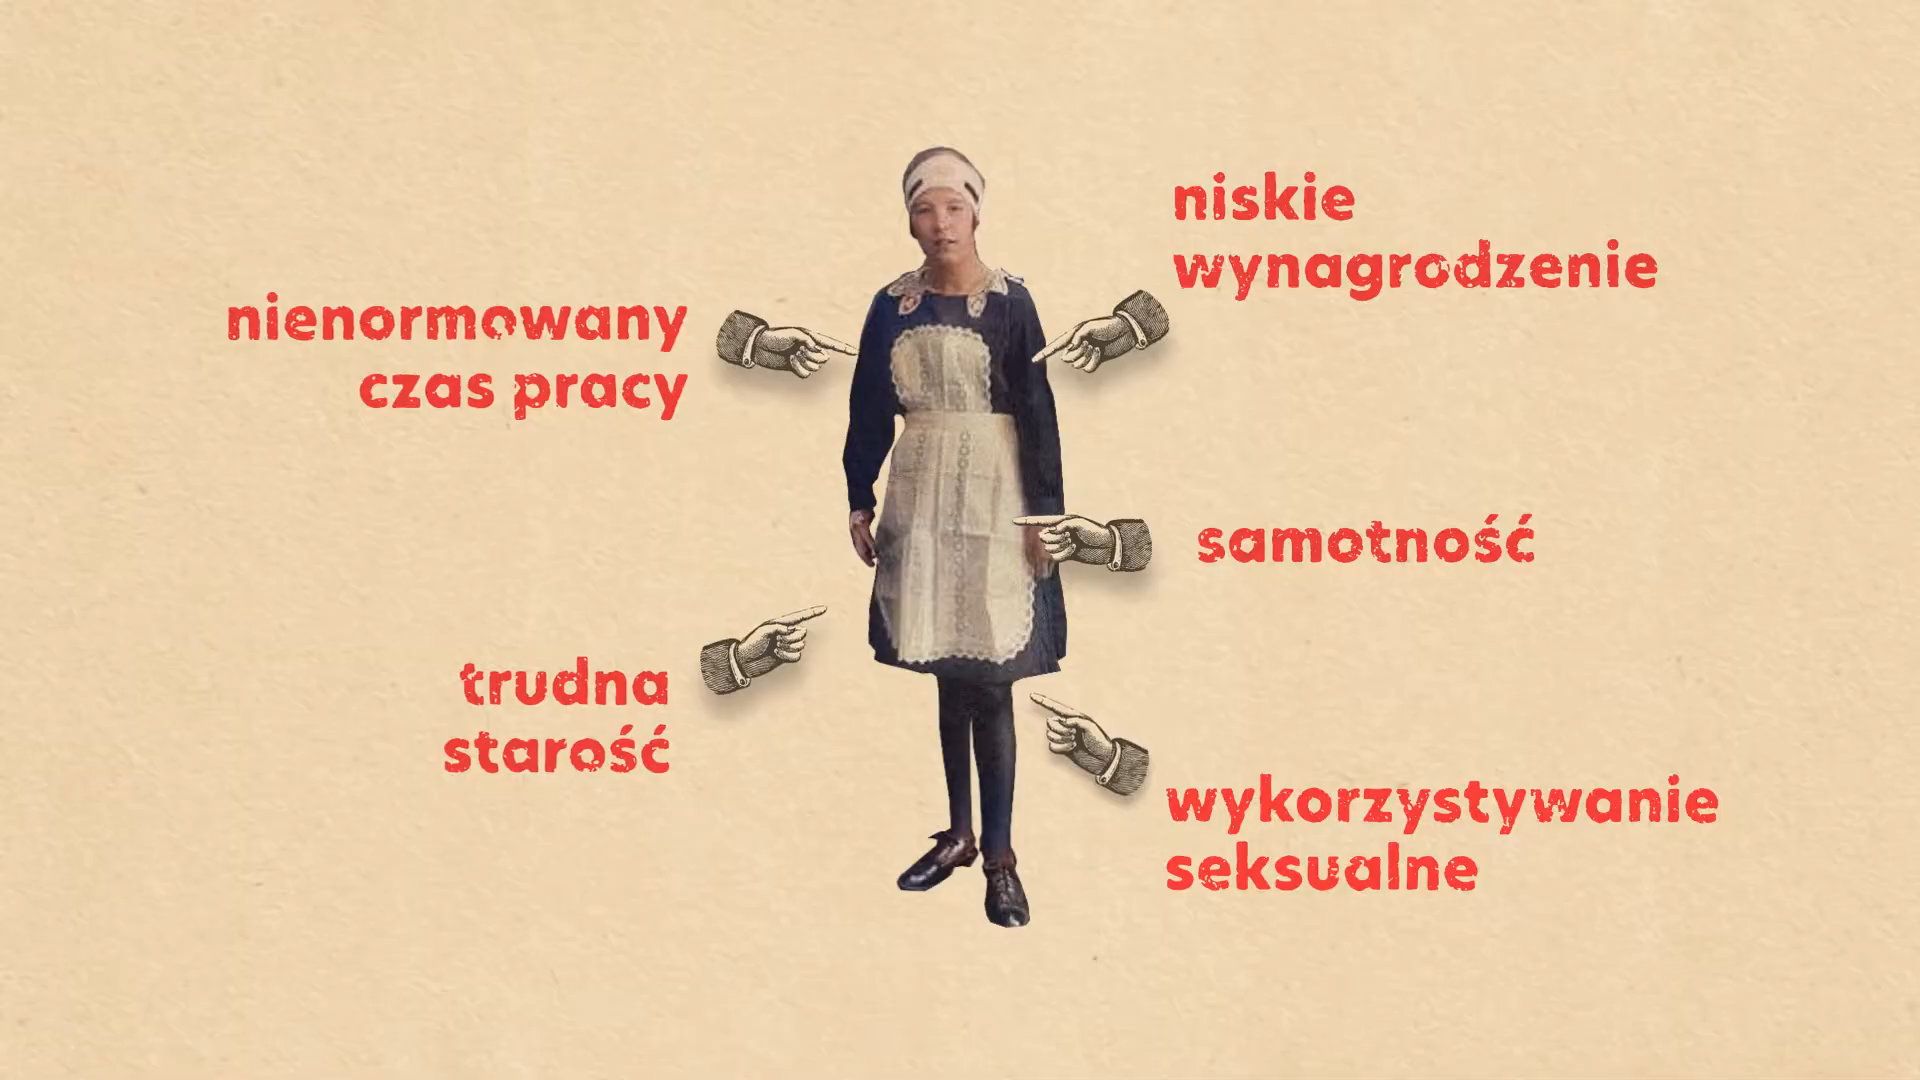 nienormowany
czas pracy
niskie
wynagrodzenie
samotność
trudna
starość
wykorzystywanie
seksualne